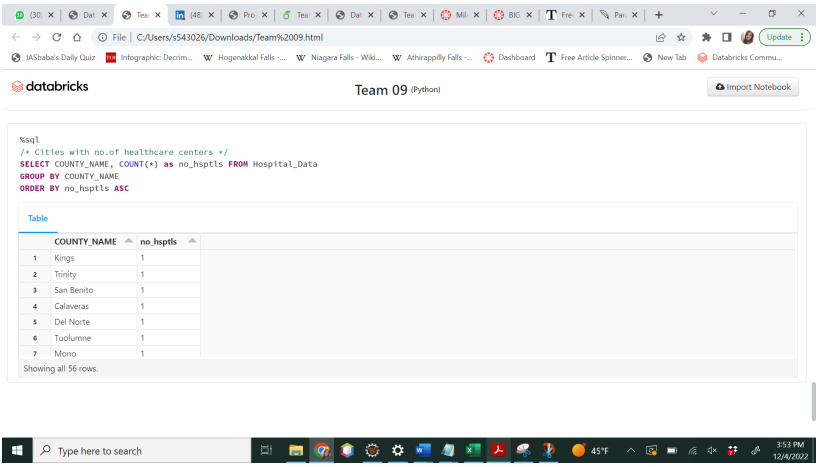 (30)
Dat
Tea
(48)
Pro
Tea
Dat
Tea
Mil
BIG
Fre
Par
File | C:/Users/s543026/Downloads/Team%2009.html
Update
IASbaba's Daily Quiz
Infographic: Decrim...
Hogenakkal Falls -...
Niagara Falls - Wiki...
Athirappilly Falls -...
Dashboard
Free Article Spinner...
New Tab
Databricks Commu...
databricks
Team 09 (Python)
Import Notebook
%sql
/* Cities with no.of healthcare centers */
SELECT COUNTY_NAME, COUNT(*) as no_hsptls FROM Hospital_Data
GROUP BY COUNTY_NAME
ORDER BY no_hsptls ASC
Table
COUNTY_NAME no_hsptls
1 Kings 1
2 Trinity 1
3 San Benito 1
4 Calaveras 1
5 Del Norte 1
6 Tuolumne 1
7 Mono 1
Showing all 56 rows.
Type here to search
45°F
3:53 PM
12/4/2022